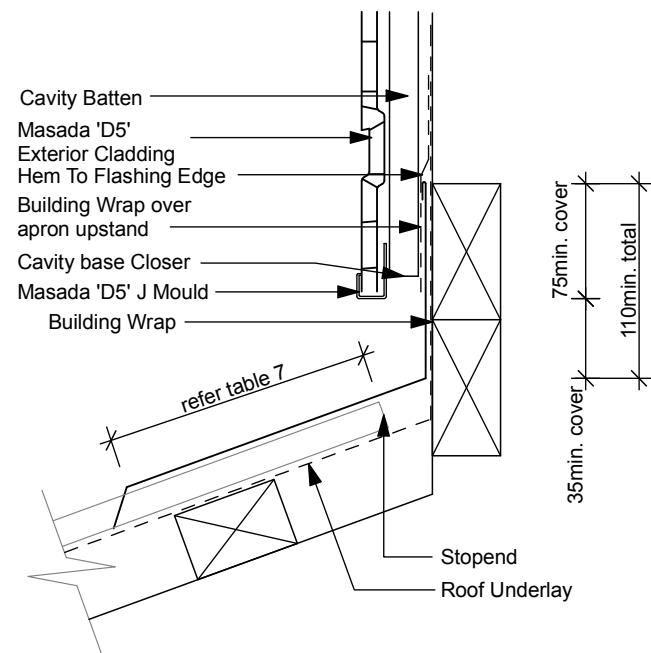 Cavity Batten
Masada 'D5'
Exterior Cladding
Hem To Flashing Edge
Building Wrap over
apron upstand
Cavity base Closer
Masada 'D5' J Mould
Building Wrap
refer table 7
75min. cover
110min. total
35min. cover
Stopend
Roof Underlay